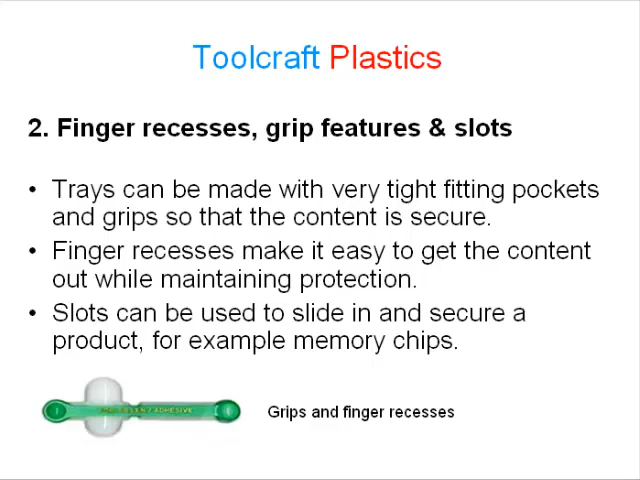 Toolcraft Plastics
2. Finger recesses, grip features & slots
• Trays can be made with very tight fitting pockets
and grips so that the content is secure.
• Finger recesses make it easy to get the content
out while maintaining protection.
• Slots can be used to slide in and secure a
product, for example memory chips.
/ ADHESIVE
Grips and finger recesses